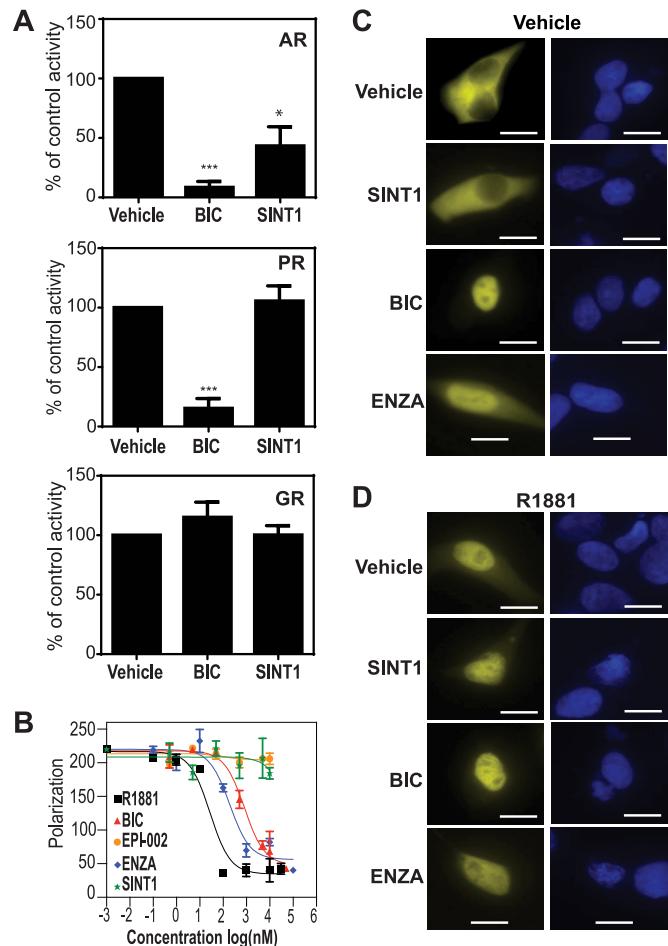 A
AR
% of control activity
150
100
50
0
Vehicle BIC SINT1
***
*
PR
% of control activity
150
100
50
0
Vehicle BIC SINT1
***
GR
% of control activity
150
100
50
0
Vehicle BIC SINT1
B
Polarization
250
200
150
100
50
0
R1881
BIC
EPI-002
ENZA
SINT1
-3 -2 -1 0 1 2 3 4 5 6
Concentration log(nM)
C
Vehicle
Vehicle
SINT1
BIC
ENZA
D
R1881
Vehicle
SINT1
BIC
ENZA